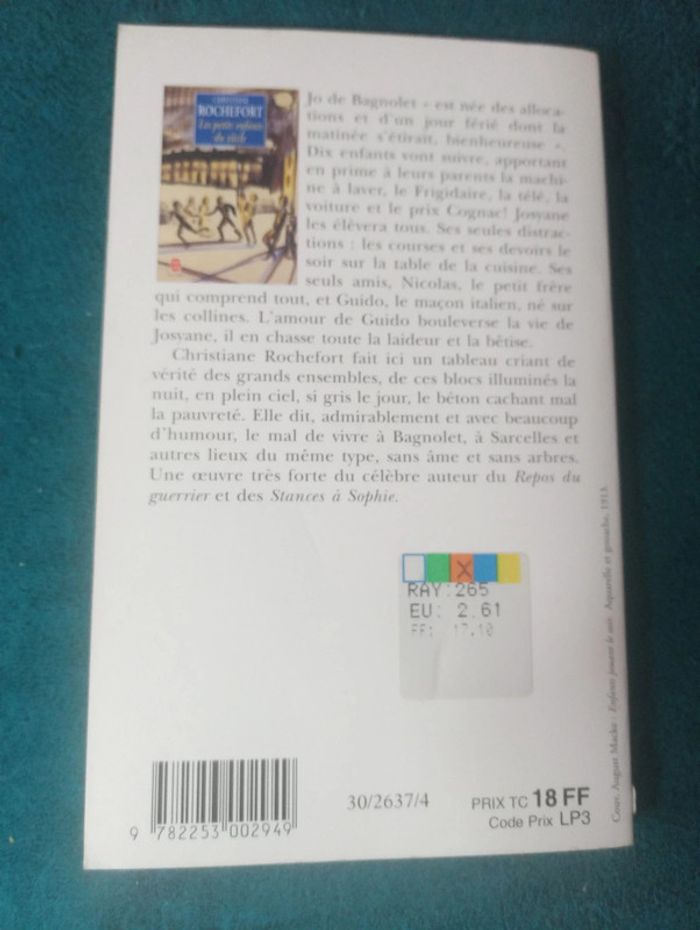 CHRISTIANE
ROCHEFORT
Les petits enfants
du siècle
Jo de Bagnolet « est née des alloca-
tions et d'un jour férié dont la
matinée s'étirait, bienheureuse ».
Dix enfants vont suivre, apportant
en prime à leurs parents la machi-
ne à laver, le Frigidaire, la télé, la
voiture et le prix Cognac! Josyane
les élèvera tous. Ses seules distrac-
tions : les courses et ses devoirs le
soir sur la table de la cuisine. Ses
seuls amis, Nicolas, le petit frère
qui comprend tout, et Guido, le maçon italien, né sur
les collines. L'amour de Guido bouleverse la vie de
Josyane, il en chasse toute la laideur et la bêtise.
Christiane Rochefort fait ici un tableau criant de
vérité des grands ensembles, de ces blocs illuminés la
nuit, en plein ciel, si gris le jour, le béton cachant mal
la pauvreté. Elle dit, admirablement et avec beaucoup
d'humour, le mal de vivre à Bagnolet, à Sarcelles et
autres lieux du même type, sans âme et sans arbres.
Une œuvre très forte du célèbre auteur du Repos du
guerrier et des Stances à Sophie.
X
RAY:265
EU: 2.61
FF: 17.10
Couv. August Macke : Enfants jouant le soir. Aquarelle et gouache, 1913.
9 782253 002949
30/2637/4
PRIX TC 18 FF
Code Prix LP3